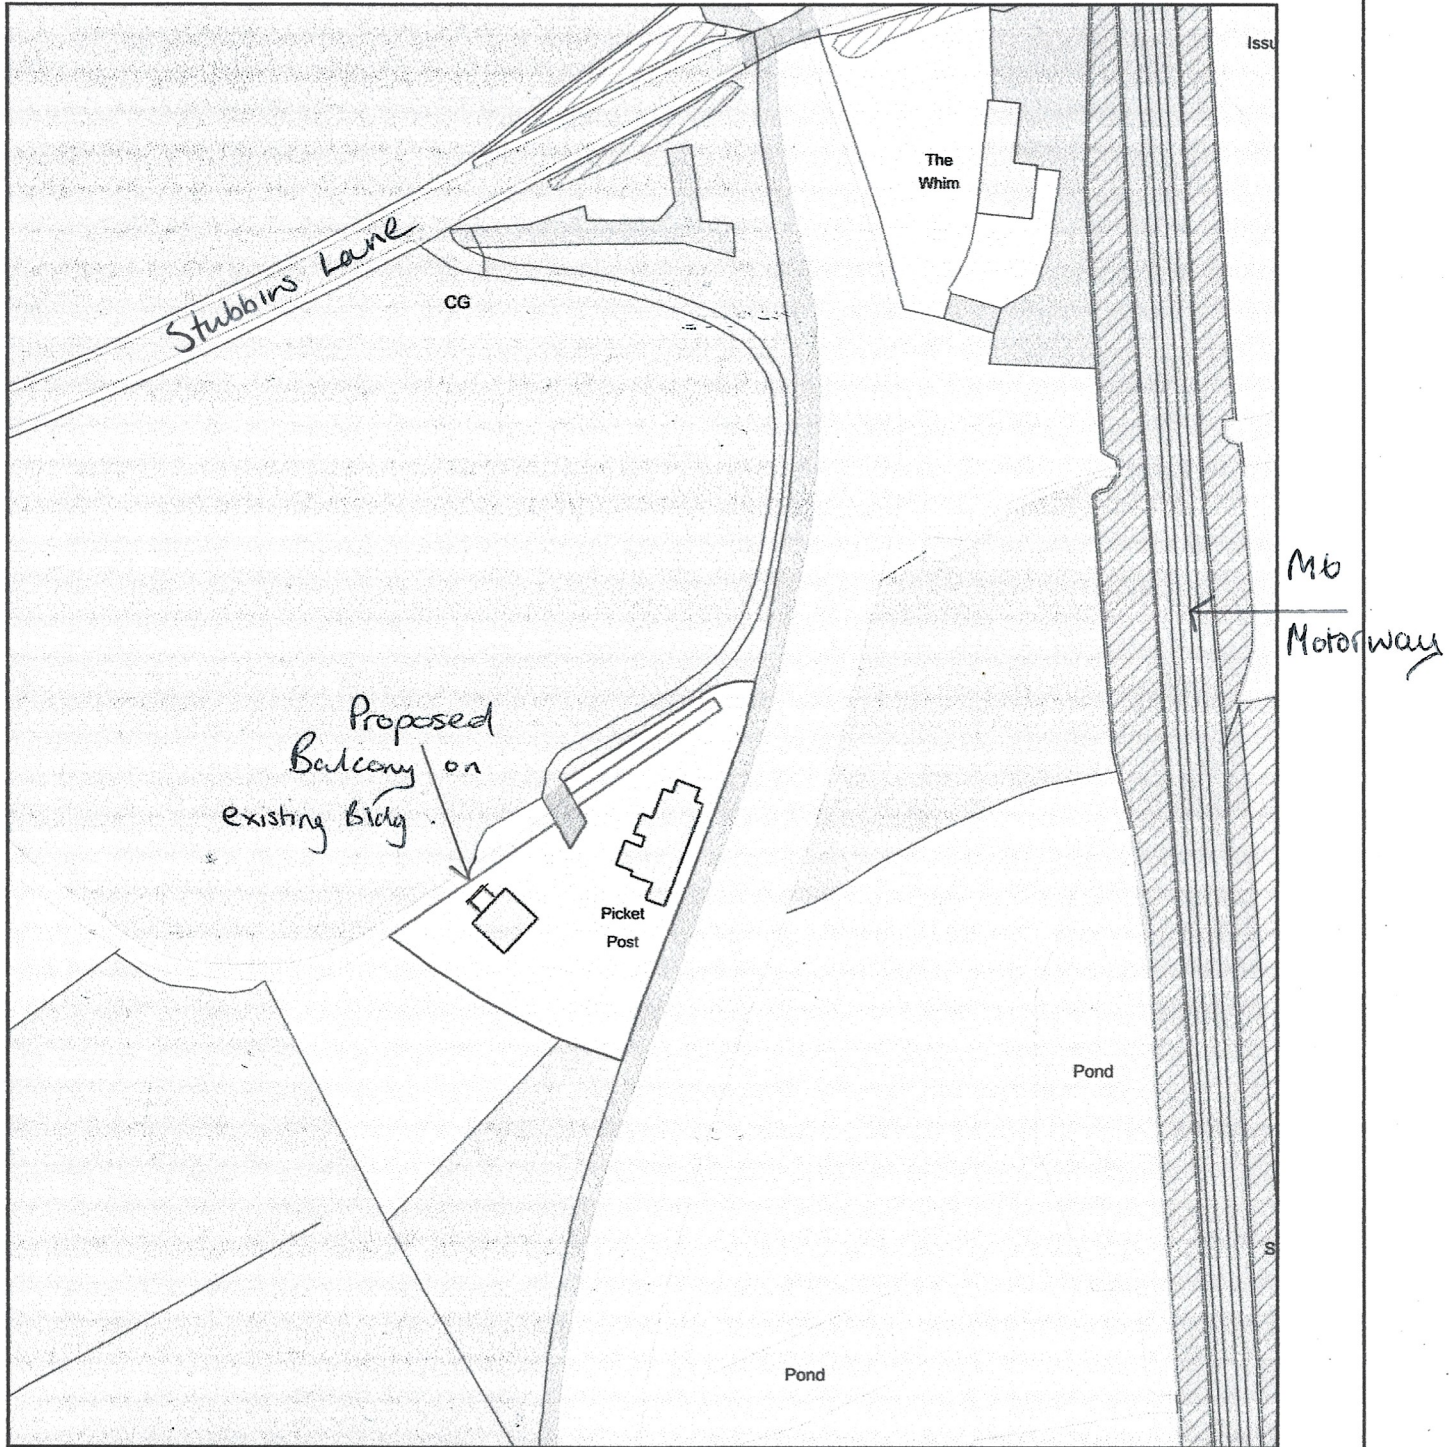 Issu
The
Whim
Stubbins Lane
CG
M6
Motorway
Proposed
Balcony on
existing Bldg.
Picket
Post
Pond
S
Pond